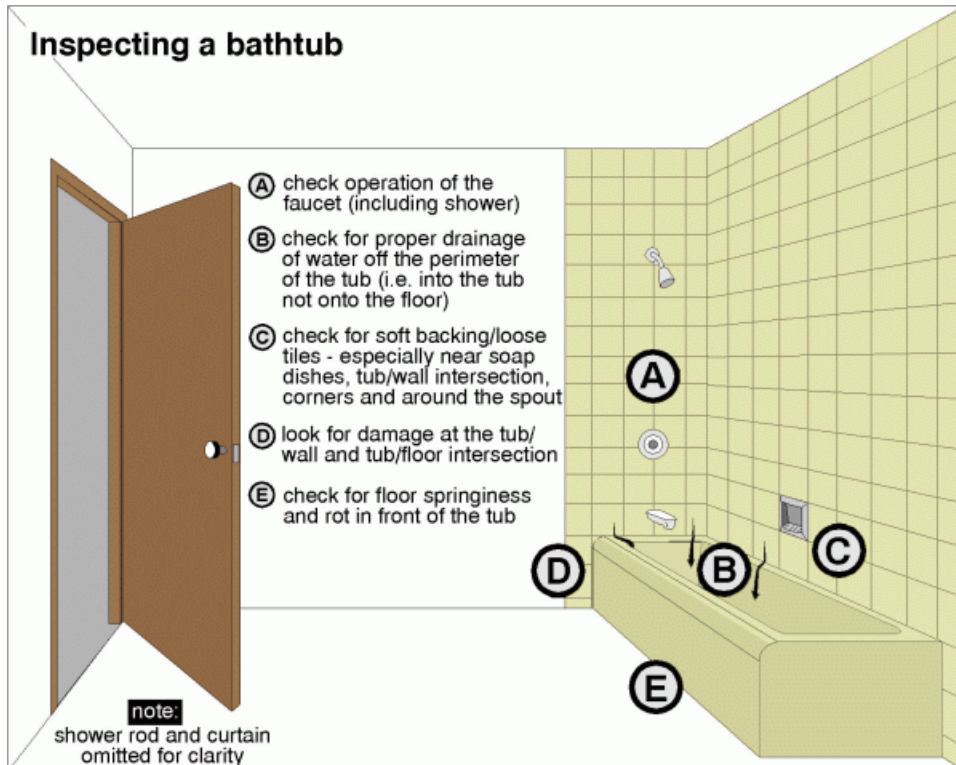 Inspecting a bathtub
A check operation of the
faucet (including shower)
B check for proper drainage
of water off the perimeter
of the tub (i.e. into the tub
not onto the floor)
C check for soft backing/loose
tiles - especially near soap
dishes, tub/wall intersection,
corners and around the spout
D look for damage at the tub/
wall and tub/floor intersection
E check for floor springiness
and rot in front of the tub
A
B
C
D
E
note:
shower rod and curtain
omitted for clarity